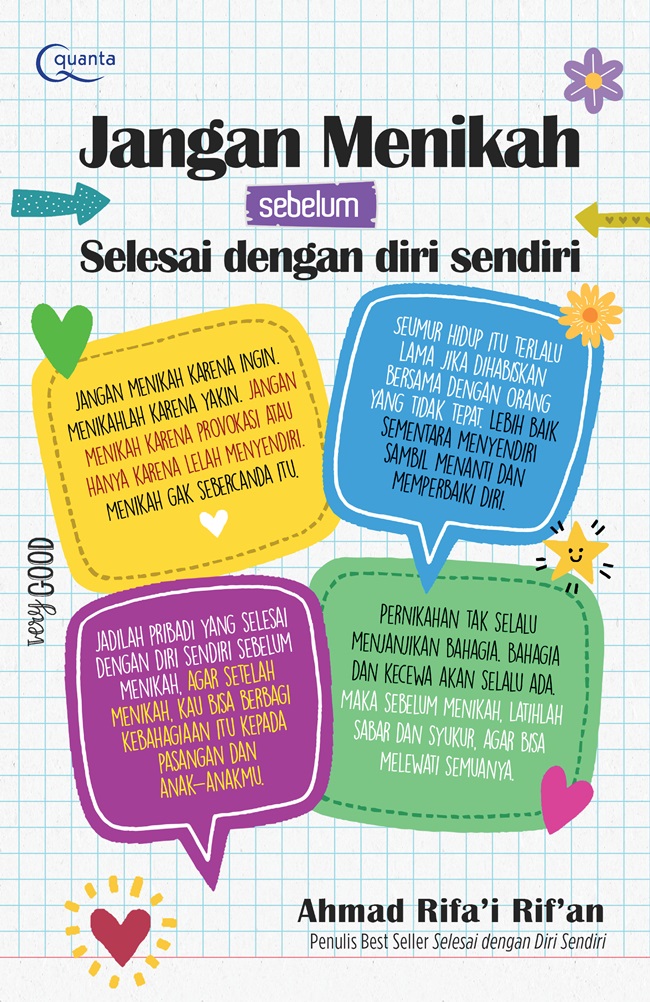 quanta
Jangan Menikah
sebelum
Selesai dengan diri sendiri
JANGAN MENIKAH KARENA INGIN.
MENIKAHLAH KARENA YAKIN. JANGAN
MENIKAH KARENA PROVOKASI ATAU
HANYA KARENA LELAH MENYENDIRI.
MENIKAH GAK SEBERCANDA ITU.
SEUMUR HIDUP ITU TERLALU
LAMA JIKA DIHABISKAN
BERSAMA DENGAN ORANG
YANG TIDAK TEPAT. LEBIH BAIK
SEMENTARA MENYENDIRI
SAMBIL MENANTI DAN
MEMPERBAIKI DIRI.
very GOOD
JADILAH PRIBADI YANG SELESAI
DENGAN DIRI SENDIRI SEBELUM
MENIKAH, AGAR SETELAH
MENIKAH, KAU BISA BERBAGI
KEBAHAGIAAN ITU KEPADA
PASANGAN DAN
ANAK-ANAKMU.
PERNIKAHAN TAK SELALU
MENJANJIKAN BAHAGIA. BAHAGIA
DAN KECEWA AKAN SELALU ADA.
MAKA SEBELUM MENIKAH, LATIHLAH
SABAR DAN SYUKUR, AGAR BISA
MELEWATI SEMUANYA.
Ahmad Rifa'i Rif'an
Penulis Best Seller Selesai dengan Diri Sendiri